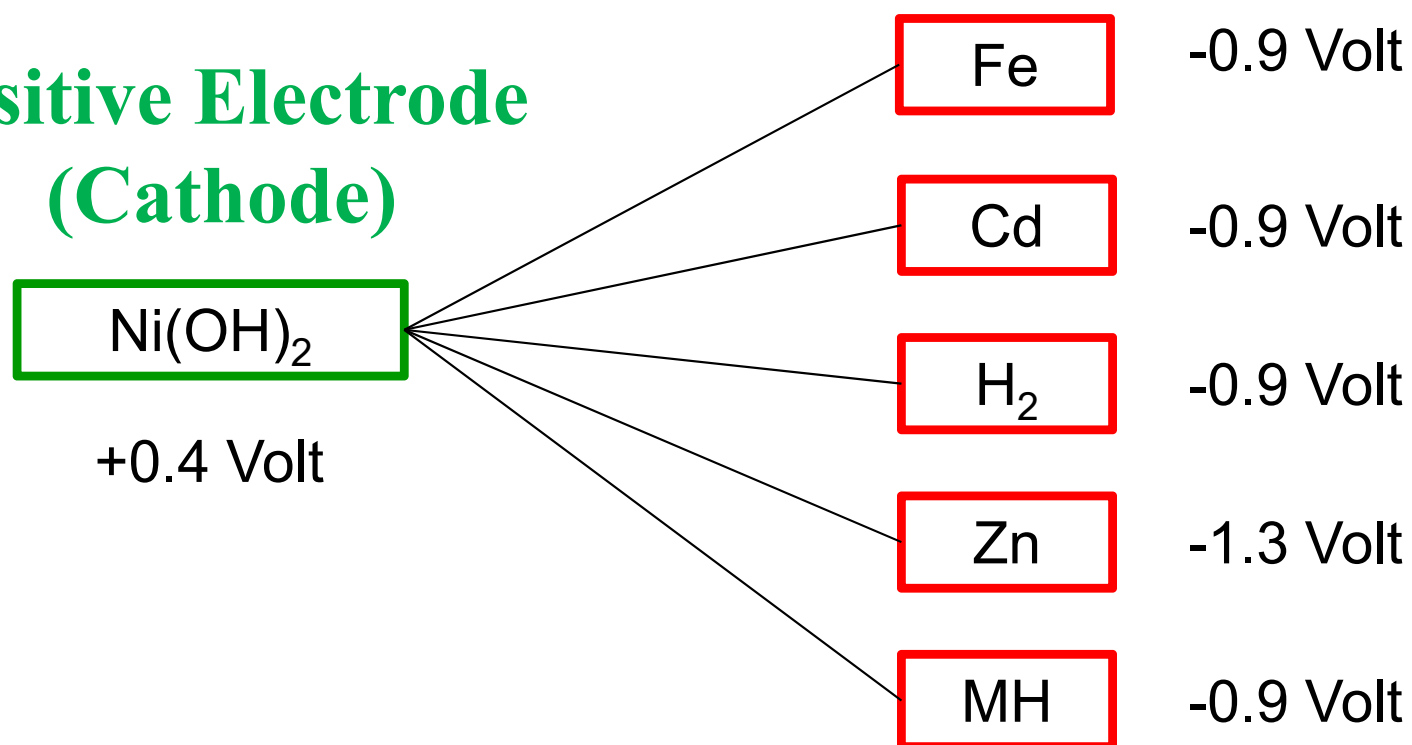 sitive Electrode
(Cathode)
Ni(OH)₂
+0.4 Volt
Fe -0.9 Volt
Cd -0.9 Volt
H₂ -0.9 Volt
Zn -1.3 Volt
MH -0.9 Volt